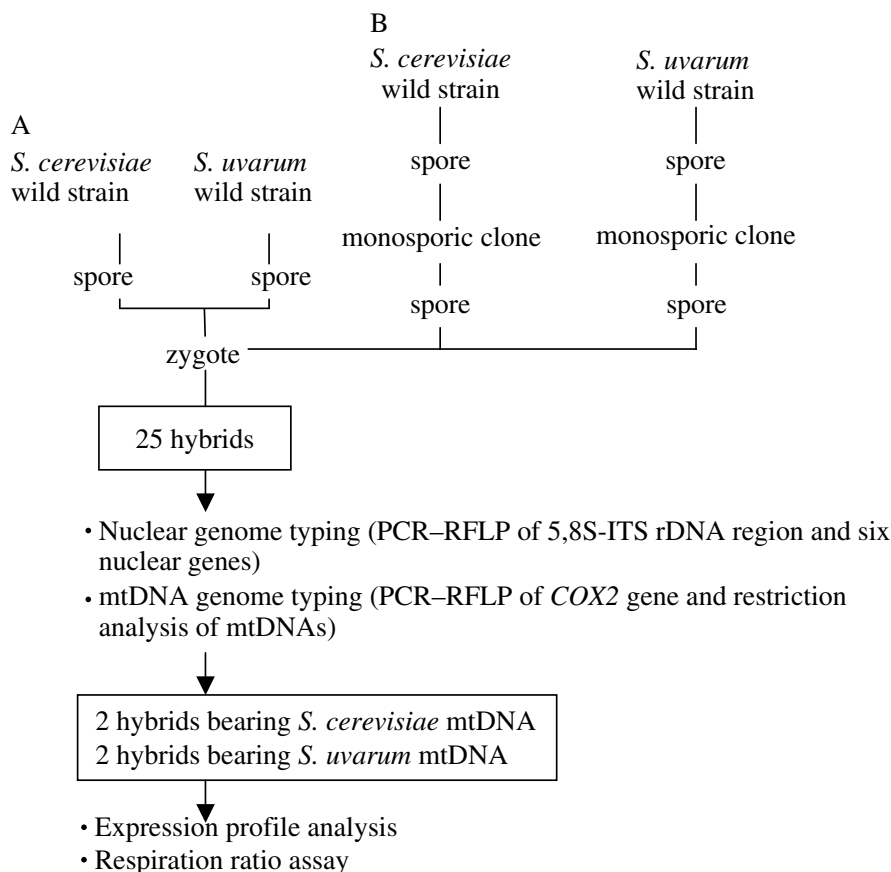 B
S. cerevisiae
wild strain
S. uvarum
wild strain
spore
spore
monosporic clone
monosporic clone
spore
spore
A
S. cerevisiae
wild strain
S. uvarum
wild strain
spore
spore
zygote
25 hybrids
• Nuclear genome typing (PCR–RFLP of 5,8S-ITS rDNA region and six
nuclear genes)
• mtDNA genome typing (PCR–RFLP of COX2 gene and restriction
analysis of mtDNAs)
2 hybrids bearing S. cerevisiae mtDNA
2 hybrids bearing S. uvarum mtDNA
• Expression profile analysis
• Respiration ratio assay